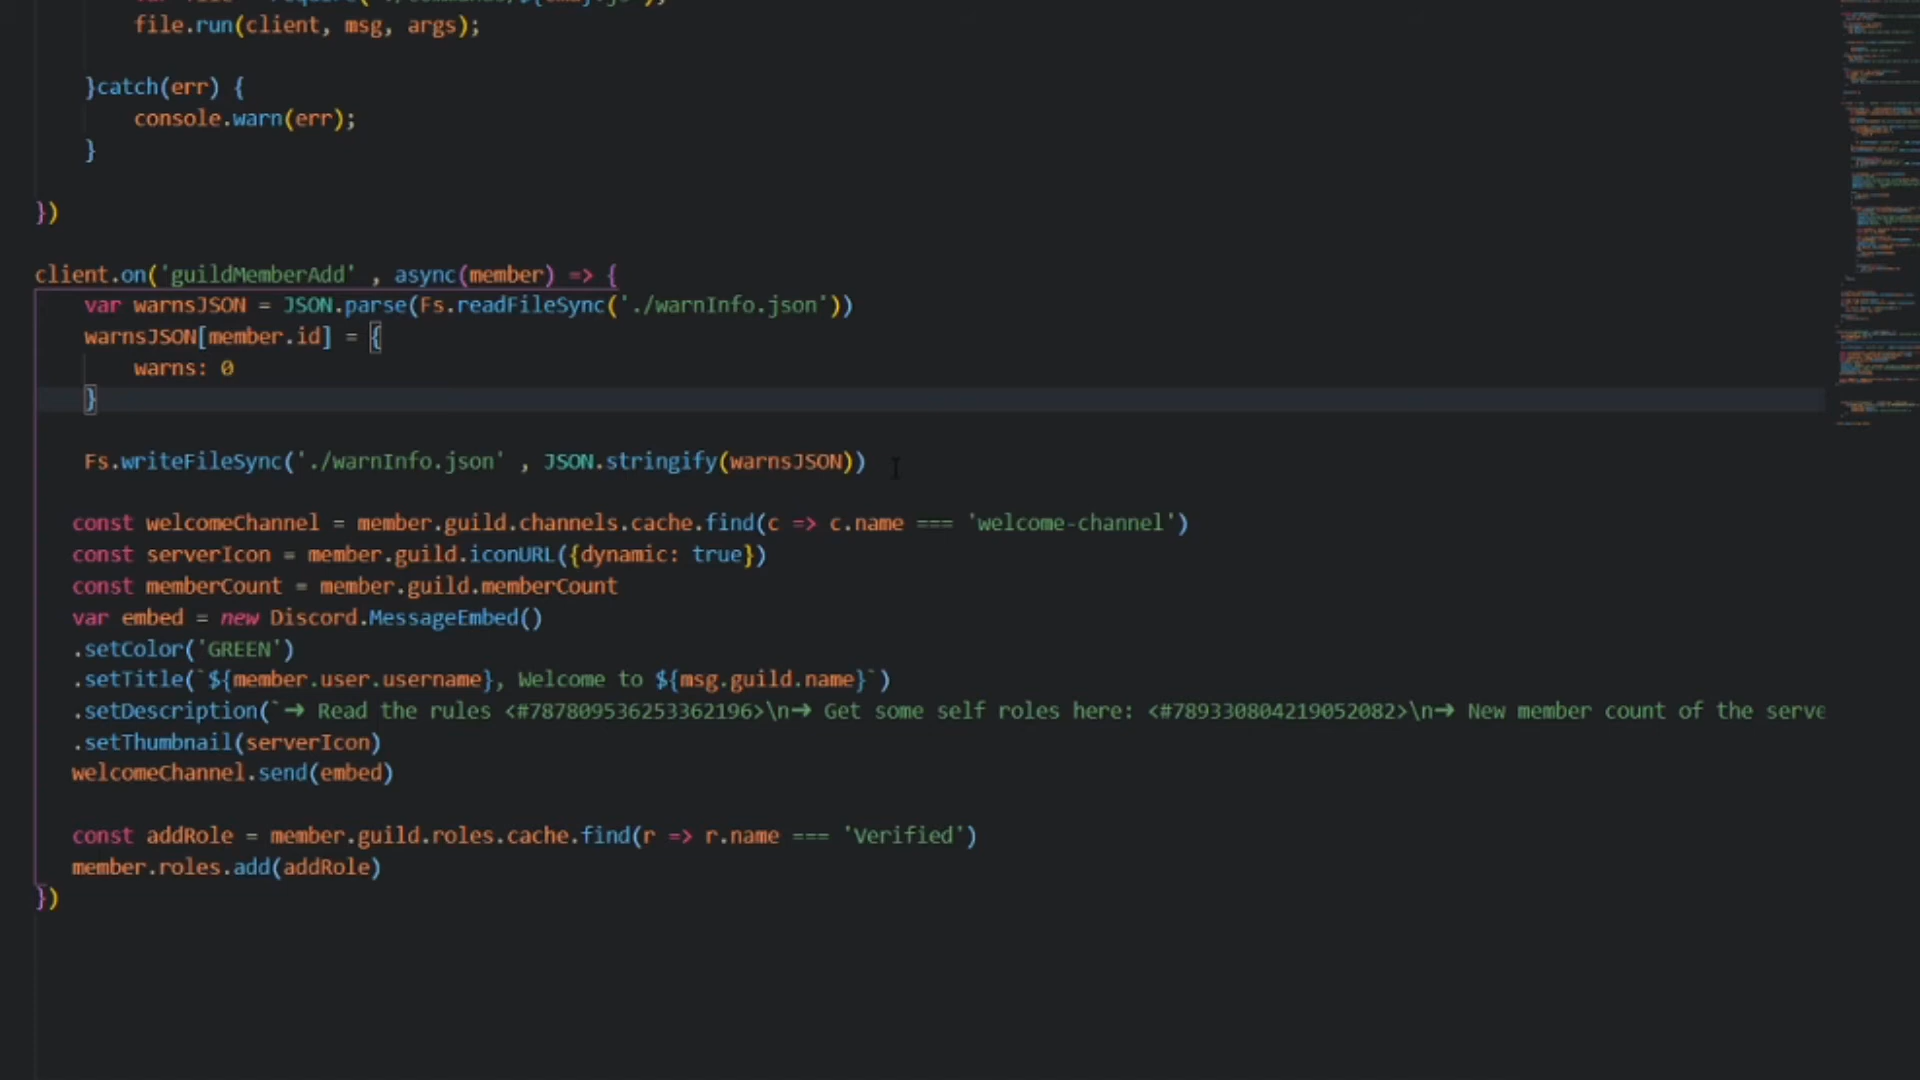 file.run(client, msg, args);
}catch(err) {
console.warn(err);
}
})
client.on('guildMemberAdd' , async(member) => {
var warnsJSON = JSON.parse(Fs.readFileSync('./warnInfo.json'))
warnsJSON[member.id] = {
warns: 0
}
Fs.writeFileSync('./warnInfo.json' , JSON.stringify(warnsJSON))
const welcomeChannel = member.guild.channels.cache.find(c => c.name === 'welcome-channel')
const serverIcon = member.guild.iconURL({dynamic: true})
const memberCount = member.guild.memberCount
var embed = new Discord.MessageEmbed()
.setColor('GREEN')
.setTitle(`${member.user.username}, Welcome to ${msg.guild.name}`)
.setDescription(`➜ Read the rules <#787809536253362196>\n➜ Get some self roles here: <#789330804219052082>\n➜ New member count of the serve
.setThumbnail(serverIcon)
welcomeChannel.send(embed)
const addRole = member.guild.roles.cache.find(r => r.name === 'Verified')
member.roles.add(addRole)
})